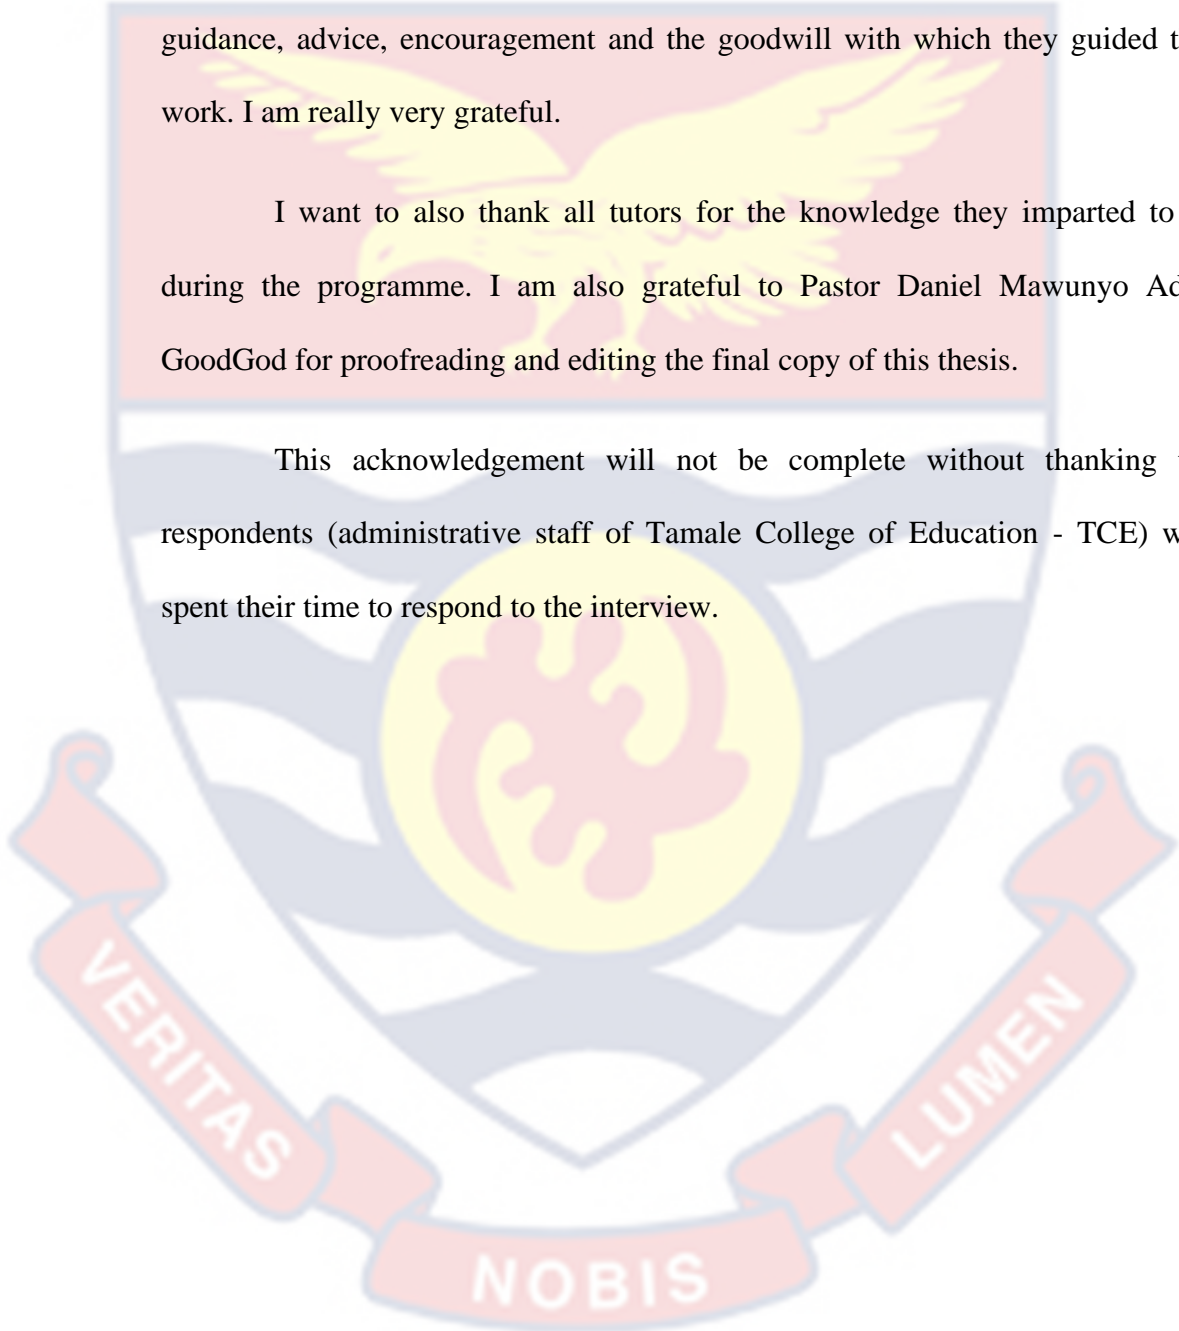 guidance, advice, encouragement and the goodwill with which they guided t
work. I am really very grateful.
I want to also thank all tutors for the knowledge they imparted to
during the programme. I am also grateful to Pastor Daniel Mawunyo Ad
GoodGod for proofreading and editing the final copy of this thesis.
This acknowledgement will not be complete without thanking
respondents (administrative staff of Tamale College of Education - TCE) w
spent their time to respond to the interview.
VERITAS
NOBIS
LUMEN